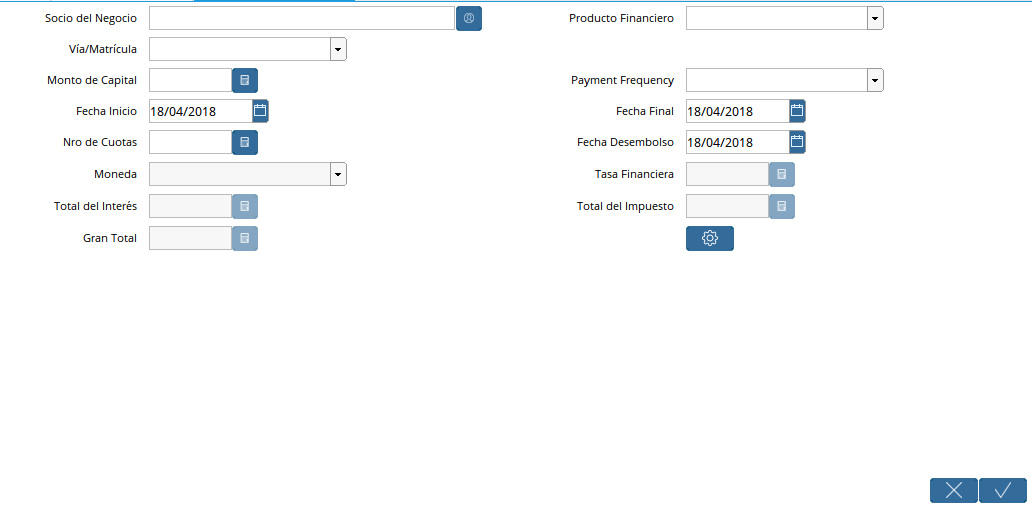 Socio del Negocio Producto Financiero
Vía/Matrícula
Monto de Capital Payment Frequency
Fecha Inicio 18/04/2018 Fecha Final 18/04/2018
Nro de Cuotas Fecha Desembolso 18/04/2018
Moneda Tasa Financiera
Total del Interés Total del Impuesto
Gran Total